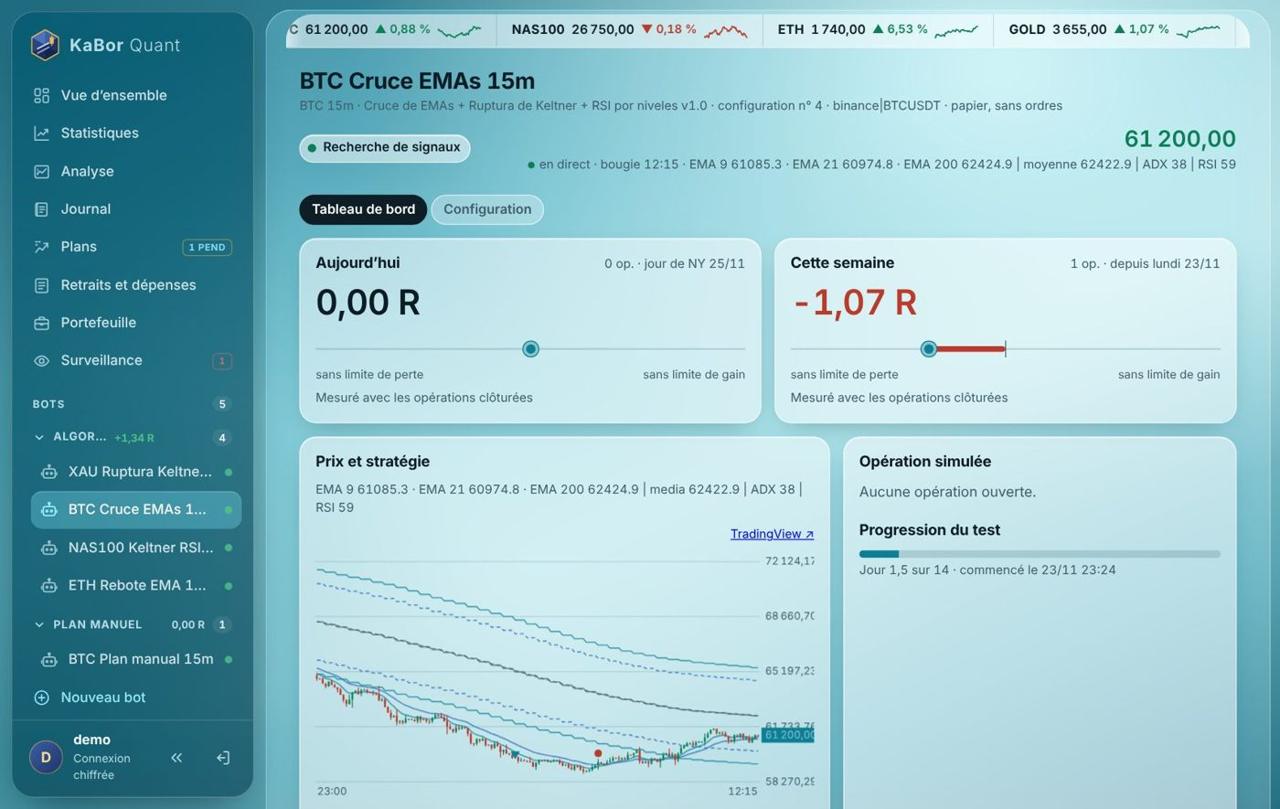 KaBor Quant
Vue d’ensemble
Statistiques
Analyse
Journal
Plans 1 PEND
Retraits et dépenses
Portefeuille
Surveillance 1
BOTS 5
ALGOR... +1,34 R 4
XAU Ruptura Keltne...
BTC Cruce EMAs 1...
NAS100 Keltner RSI...
ETH Rebote EMA 1...
PLAN MANUEL 0,00 R 1
BTC Plan manual 15m
Nouveau bot
D demo
Connexion
chiffrée
C 61 200,00 ▲ 0,88 % NAS100 26 750,00 ▼ 0,18 % ETH 1 740,00 ▲ 6,53 % GOLD 3 655,00 ▲ 1,07 %
BTC Cruce EMAs 15m
BTC 15m · Cruce de EMAs + Ruptura de Keltner + RSI por niveles v1.0 · configuration n° 4 · binance|BTCUSDT · papier, sans ordres
Recherche de signaux
61 200,00
en direct · bougie 12:15 · EMA 9 61085.3 · EMA 21 60974.8 · EMA 200 62424.9 | moyenne 62422.9 | ADX 38 | RSI 59
Tableau de bord Configuration
Aujourd’hui 0 op. · jour de NY 25/11
0,00 R
sans limite de perte sans limite de gain
Mesuré avec les opérations clôturées
Cette semaine 1 op. · depuis lundi 23/11
-1,07 R
sans limite de perte sans limite de gain
Mesuré avec les opérations clôturées
Prix et stratégie
EMA 9 61085.3 · EMA 21 60974.8 · EMA 200 62424.9 | media 62422.9 | ADX 38 |
RSI 59
TradingView ↗
72 124,17
68 660,70
65 197,23
61 200,00
58 270,29
23:00 12:15
Opération simulée
Aucune opération ouverte.
Progression du test
Jour 1,5 sur 14 · commencé le 23/11 23:24